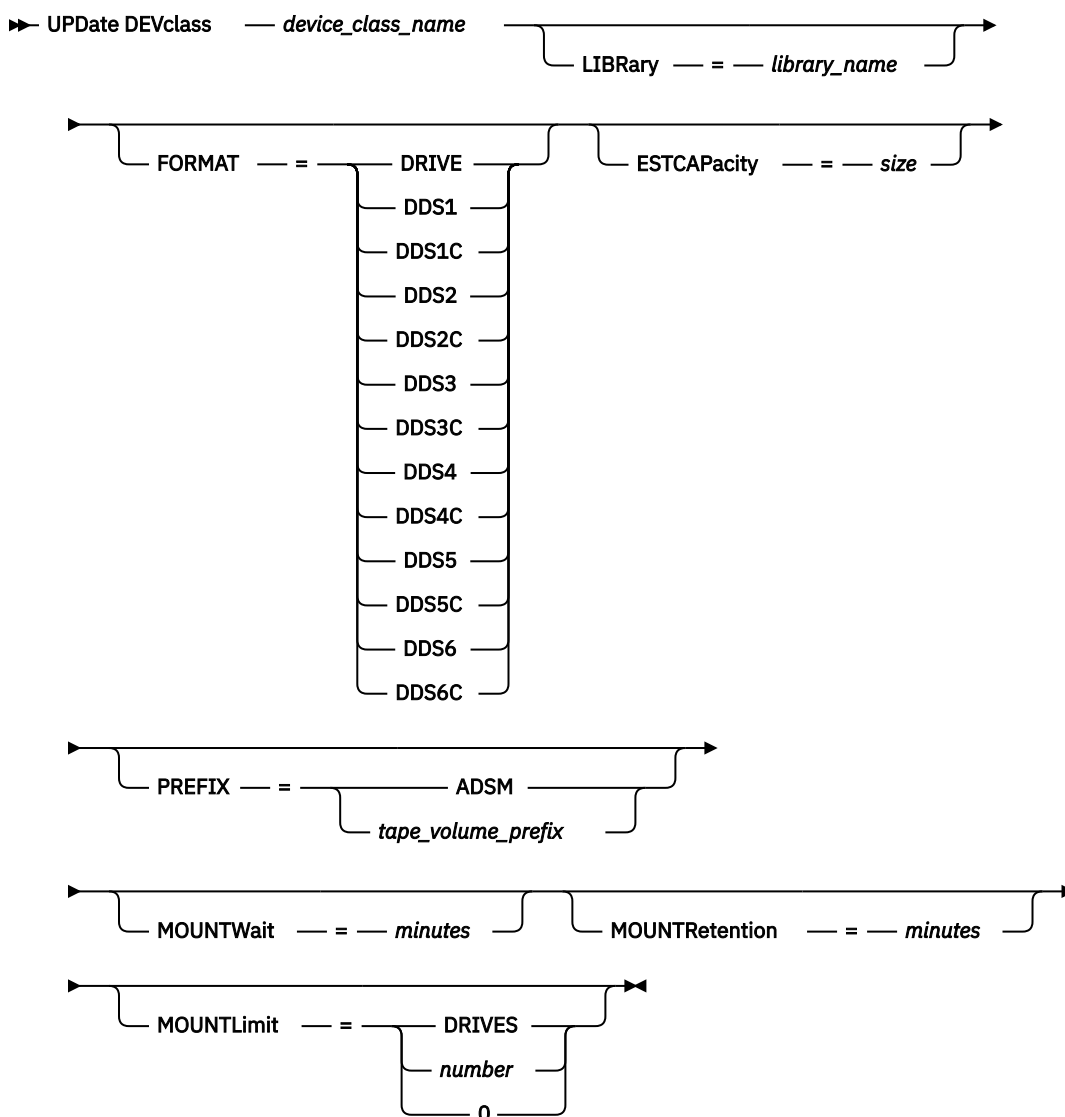 UPDate DEVclass device_class_name
LIBRary = library_name
FORMAT = DRIVE ESTCAPacity = size
DDS1
DDS1C
DDS2
DDS2C
DDS3
DDS3C
DDS4
DDS4C
DDS5
DDS5C
DDS6
DDS6C
PREFIX = ADSM
tape_volume_prefix
MOUNTWait = minutes MOUNTRetention = minutes
MOUNTLimit = DRIVES
number
0